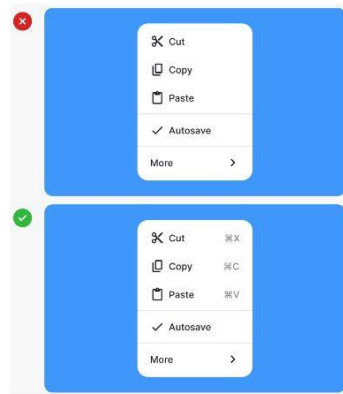 Cut
Copy
Paste
Autosave
More
Cut ⌘X
Copy ⌘C
Paste ⌘V
Autosave
More